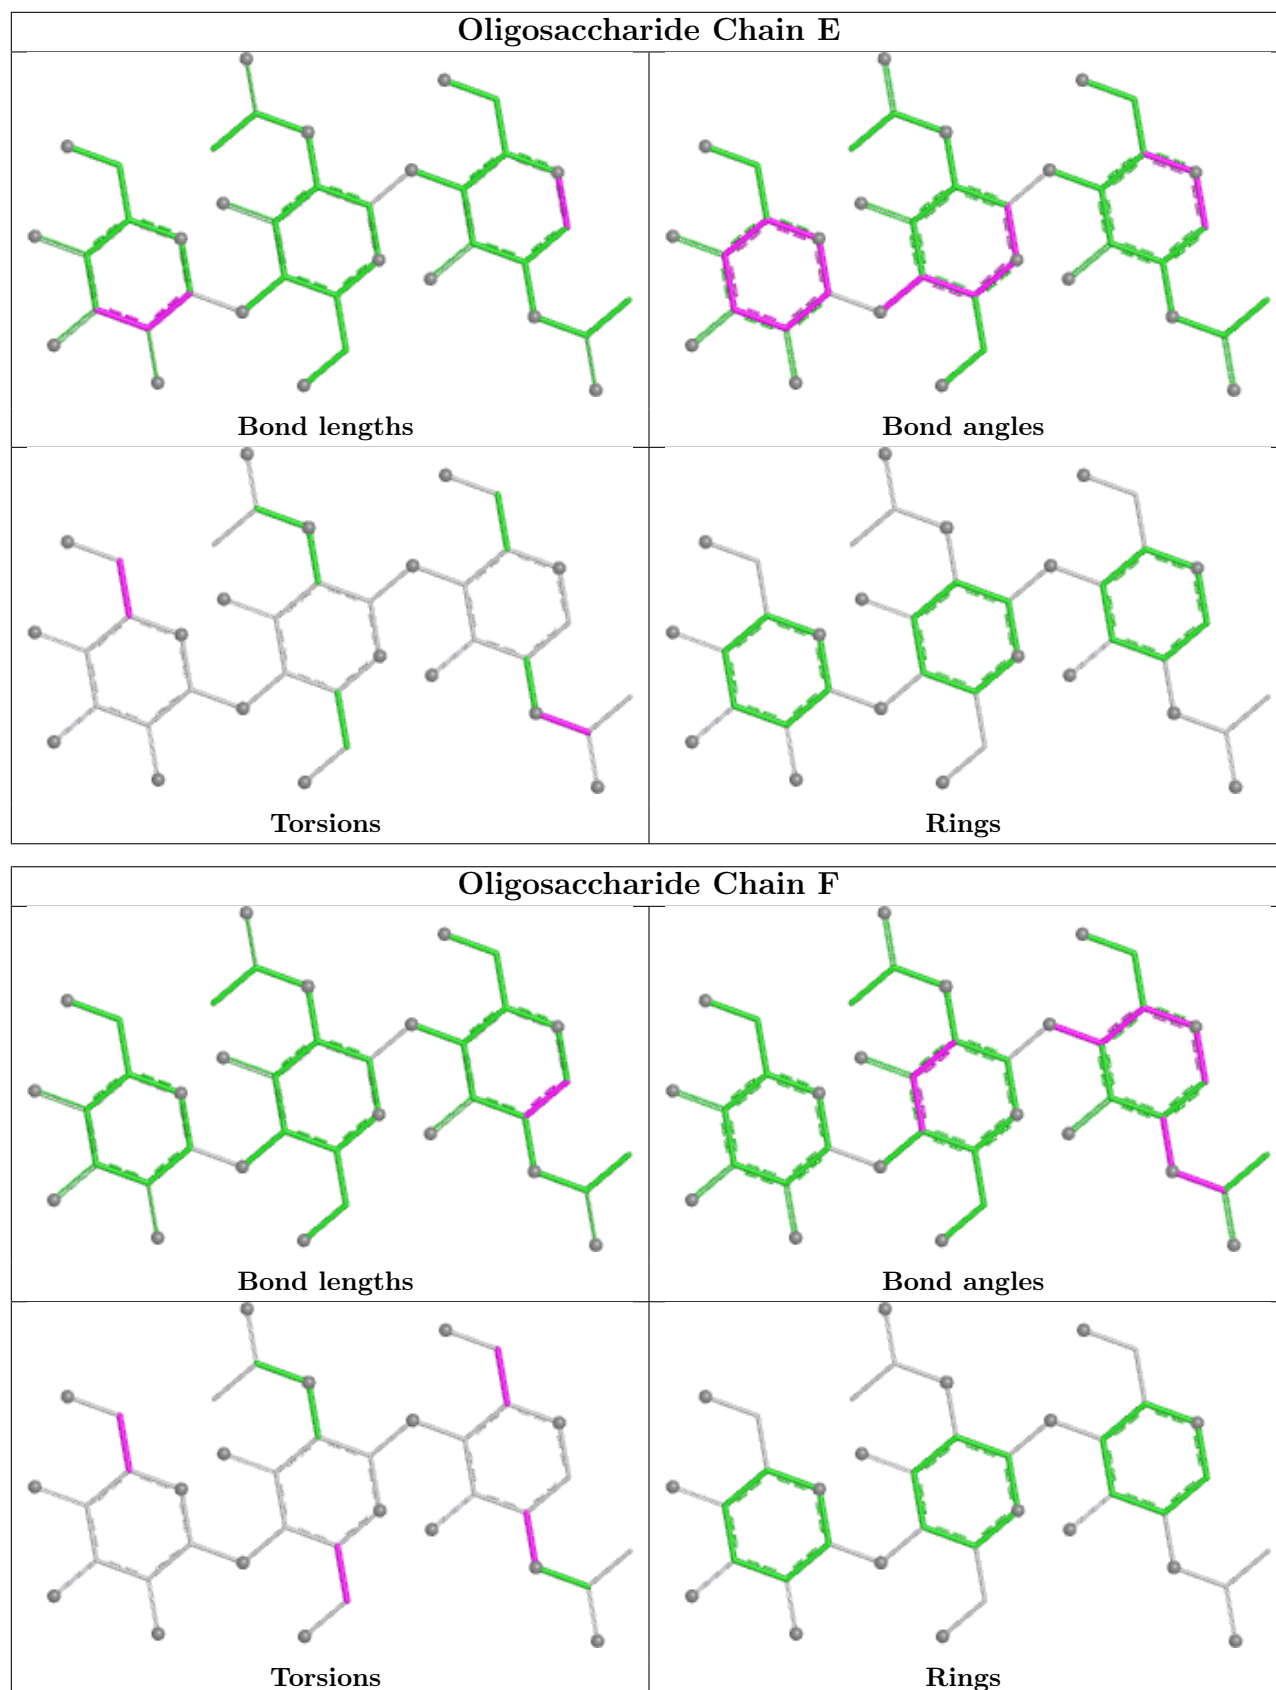 Oligosaccharide Chain E
Bond lengths
Bond angles
Torsions
Rings
Oligosaccharide Chain F
Bond lengths
Bond angles
Torsions
Rings